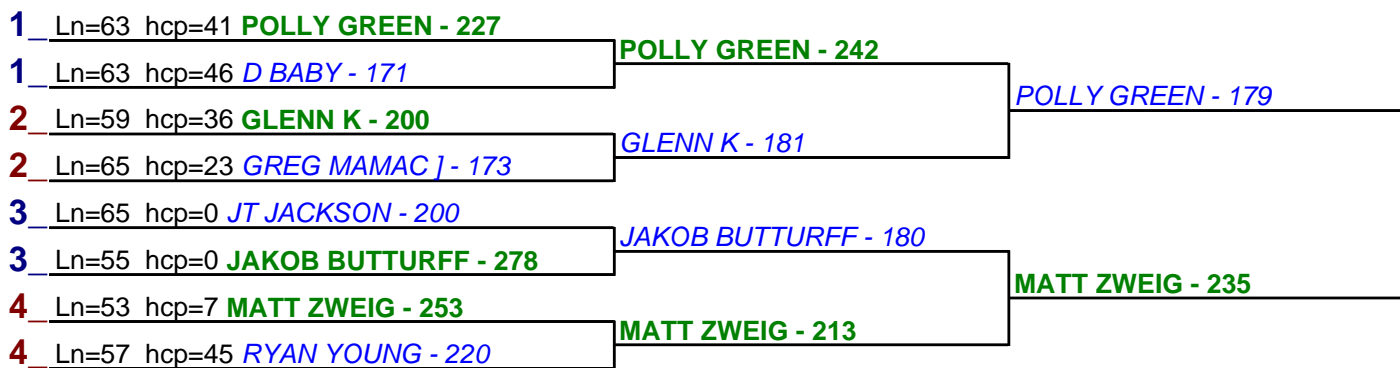 1_ Ln=63 hcp=41 POLLY GREEN - 227
POLLY GREEN - 242
1_ Ln=63 hcp=46 D BABY - 171
POLLY GREEN - 179
2_ Ln=59 hcp=36 GLENN K - 200
GLENN K - 181
2_ Ln=65 hcp=23 GREG MAMAC ] - 173
3_ Ln=65 hcp=0 JT JACKSON - 200
JAKOB BUTTURFF - 180
3_ Ln=55 hcp=0 JAKOB BUTTURFF - 278
MATT ZWEIG - 235
4_ Ln=53 hcp=7 MATT ZWEIG - 253
MATT ZWEIG - 213
4_ Ln=57 hcp=45 RYAN YOUNG - 220